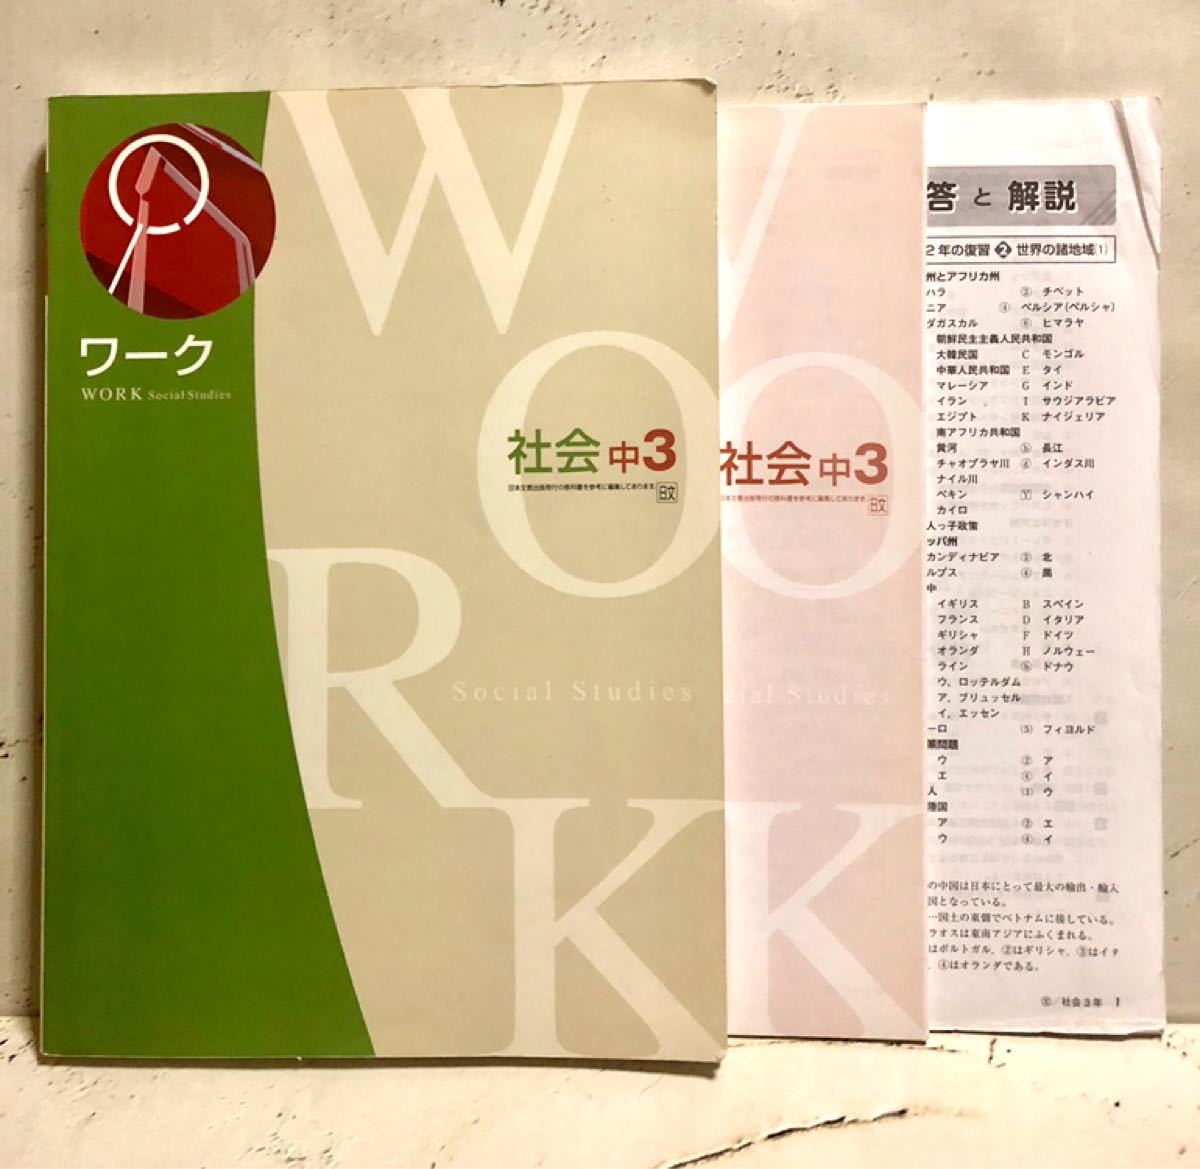 WORK
ワーク
WORK Social Studies
社会 中3
日本文教出版発行の教科書を参考に編集してあります。
日文
Social Studies
社会 中3
日本文教出版発行の教科書を参考に編集してあります。
日文
ial Studies
答 と 解説
2年の復習 ❷ 世界の諸地域(1)
州とアフリカ州
ハラ ③ チベット
ニア ④ ペルシア(ペルシャ)
ダガスカル ⑥ ヒマラヤ
朝鮮民主主義人民共和国
大韓民国 C モンゴル
中華人民共和国 E タイ
マレーシア G インド
イラン I サウジアラビア
エジプト K ナイジェリア
南アフリカ共和国
黄河 ⓑ 長江
チャオプラヤ川 ⓓ インダス川
ナイル川
ペキン Y シャンハイ
カイロ
人っ子政策
ッパ州
カンディナビア ② 北
ルプス ④ 黒
中
イギリス B スペイン
フランス D イタリア
ギリシャ F ドイツ
オランダ H ノルウェー
ライン ⓑ ドナウ
ウ, ロッテルダム
ア, ブリュッセル
イ, エッセン
ーロ (5) フィヨルド
策問題
ウ ② ア
エ ④ イ
人 (3) ウ
陸国
ア ② エ
ウ ④ イ
の中国は日本にとって最大の輸出・輸入
国となっている。
…国土の東側でベトナムに接している。
ラオスは東南アジアにふくまれる。
はポルトガル, ②はギリシャ, ③はイタ
, ④はオランダである。
/社会3年 1